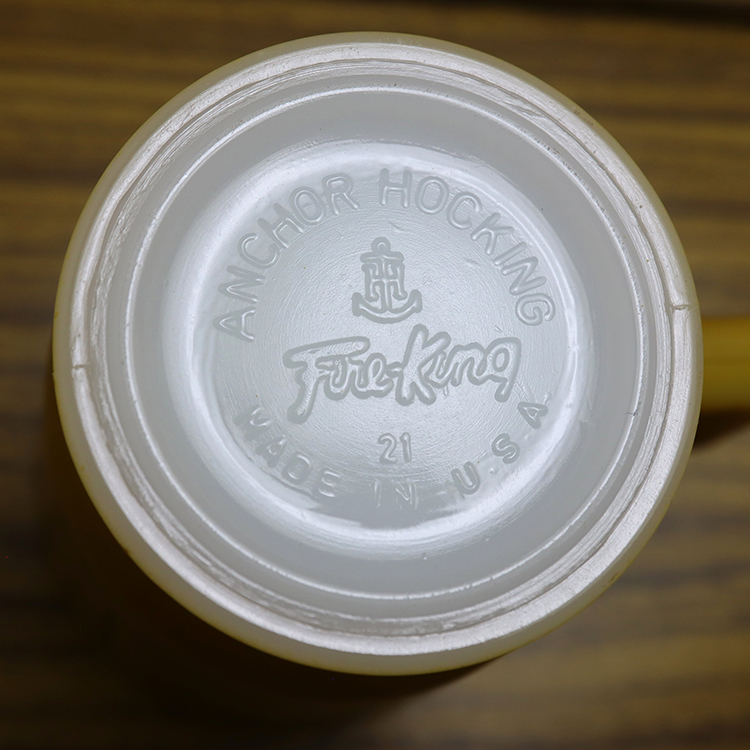 ANCHOR HOCKING
Fire-King
21
MADE IN U.S.A